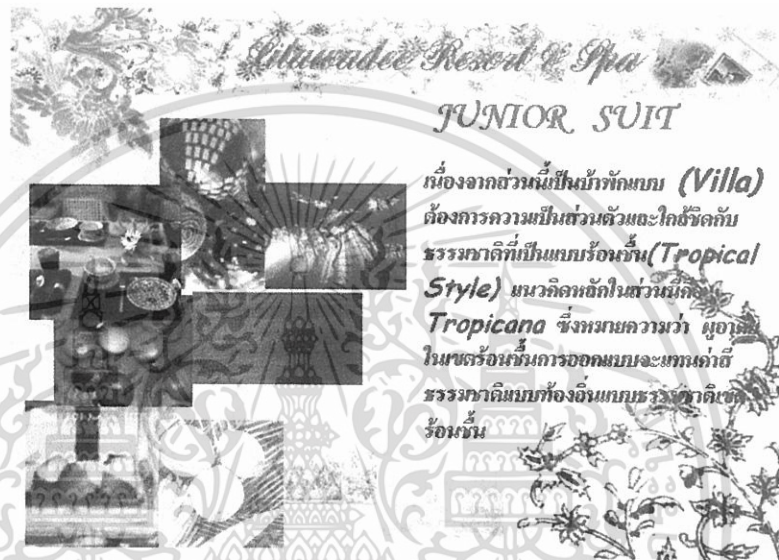 Lilawadee Resort & Spa
JUNIOR SUIT
เนื่องจากส่วนนี้เป็นบ้าพักแบบ (Villa)
ต้องการความเป็นส่วนตัวและใกล้ชิดกับ
ธรรมชาติที่เป็นแบบร้อนชื้น(Tropical
Style) แนวคิดหลักในส่วนนี้คือ
Tropicana ซึ่งหมายความว่า ผู้อาศัย
ในเขตร้อนชื้นการออกแบบจะแทนค่าสี
ธรรมชาติแบบท้องถิ่นแบบธรรมชาติเขต
ร้อนชื้น